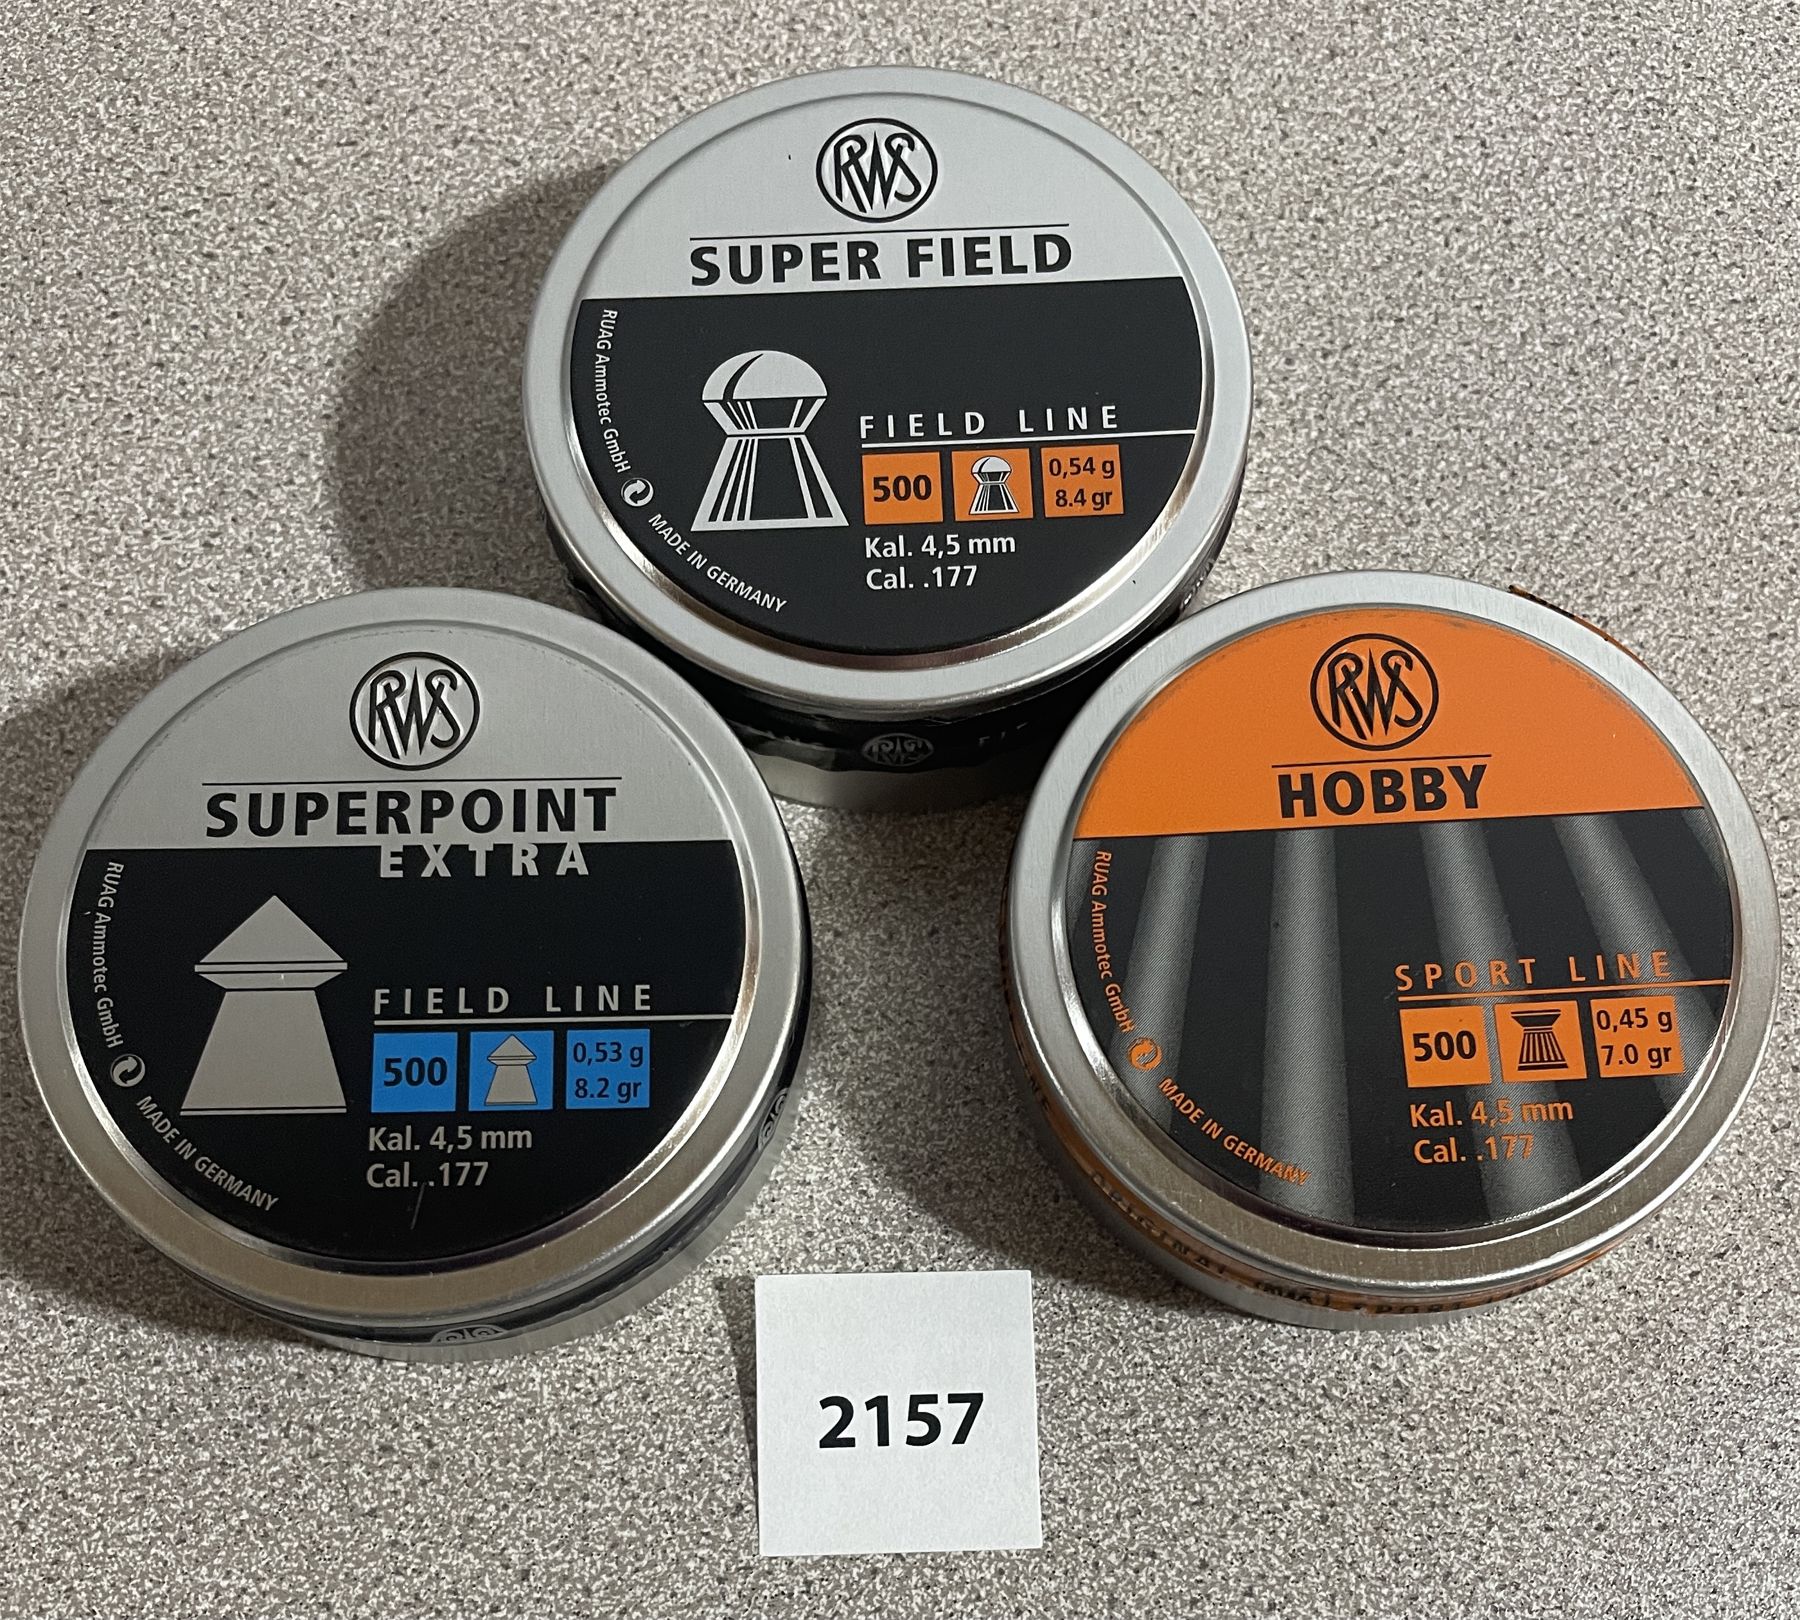 RWS
SUPER FIELD
RUAG Ammotec GmbH
MADE IN GERMANY
FIELD LINE
500
0,54 g
8.4 gr
Kal. 4,5 mm
Cal. .177
RWS
SUPERPOINT
EXTRA
RUAG Ammotec GmbH
MADE IN GERMANY
FIELD LINE
500
0,53 g
8.2 gr
Kal. 4,5 mm
Cal. .177
RWS
HOBBY
RUAG Ammotec GmbH
MADE IN GERMANY
SPORT LINE
500
0,45 g
7.0 gr
Kal. 4,5 mm
Cal. .177
2157